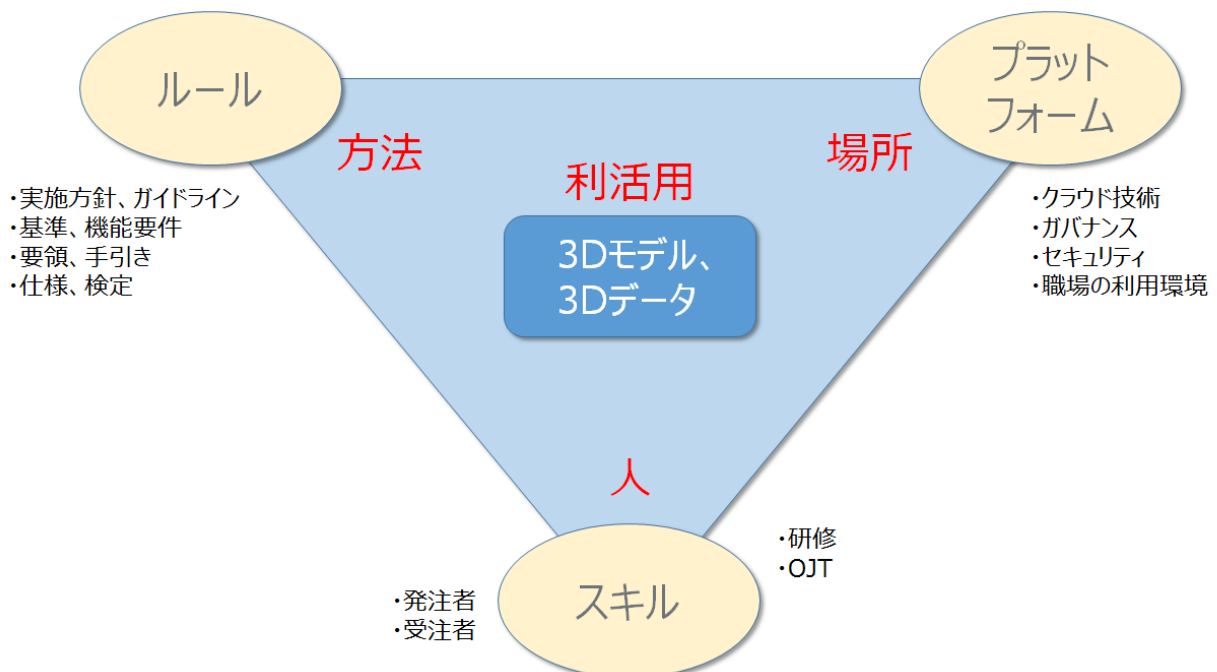 ルール
プラット
フォーム
方法
場所
利活用
3Dモデル、
3Dデータ
・実施方針、ガイドライン
・基準、機能要件
・要領、手引き
・仕様、検定
・クラウド技術
・ガバナンス
・セキュリティ
・職場の利用環境
人
スキル
・発注者
・受注者
・研修
・OJT